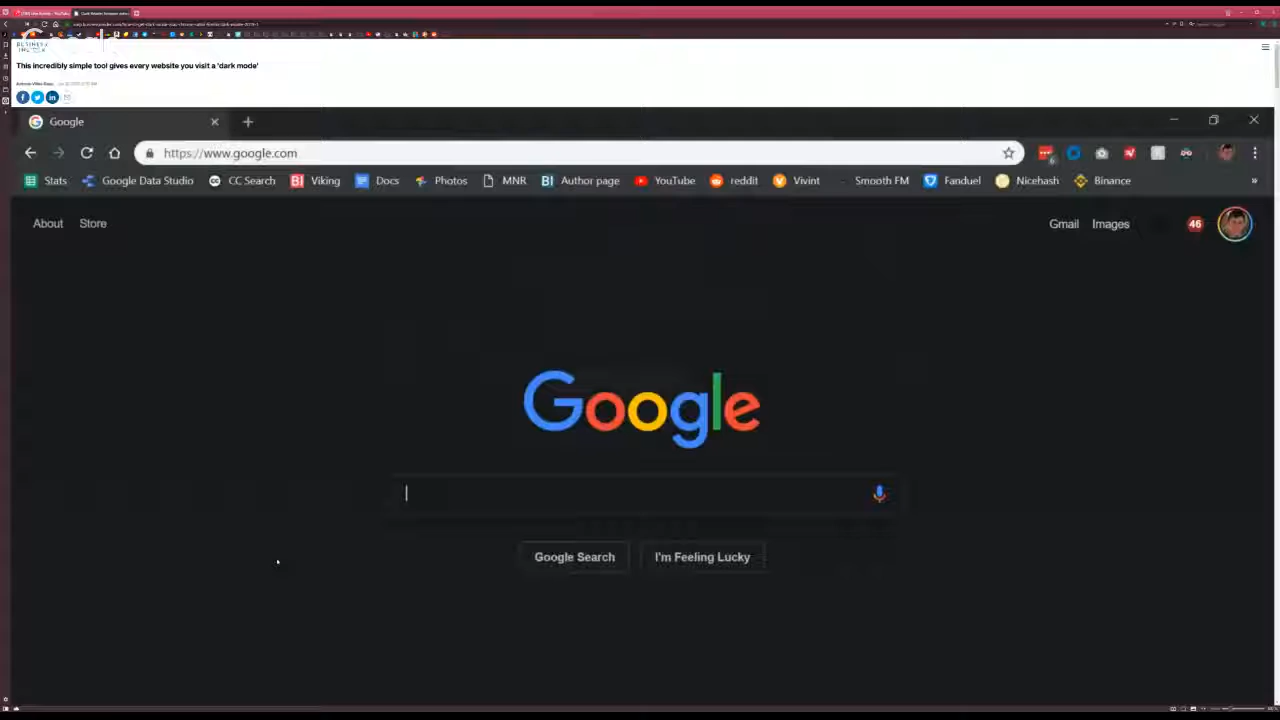 This incredibly simple tool gives every website you visit a 'dark mode'
Google
https://www.google.com
6
Stats Google Data Studio CC Search Viking Docs Photos MNR Author page YouTube reddit Vivint Smooth FM Fanduel Nicehash Binance »
About Store Gmail Images 46
Google
Google Search I'm Feeling Lucky